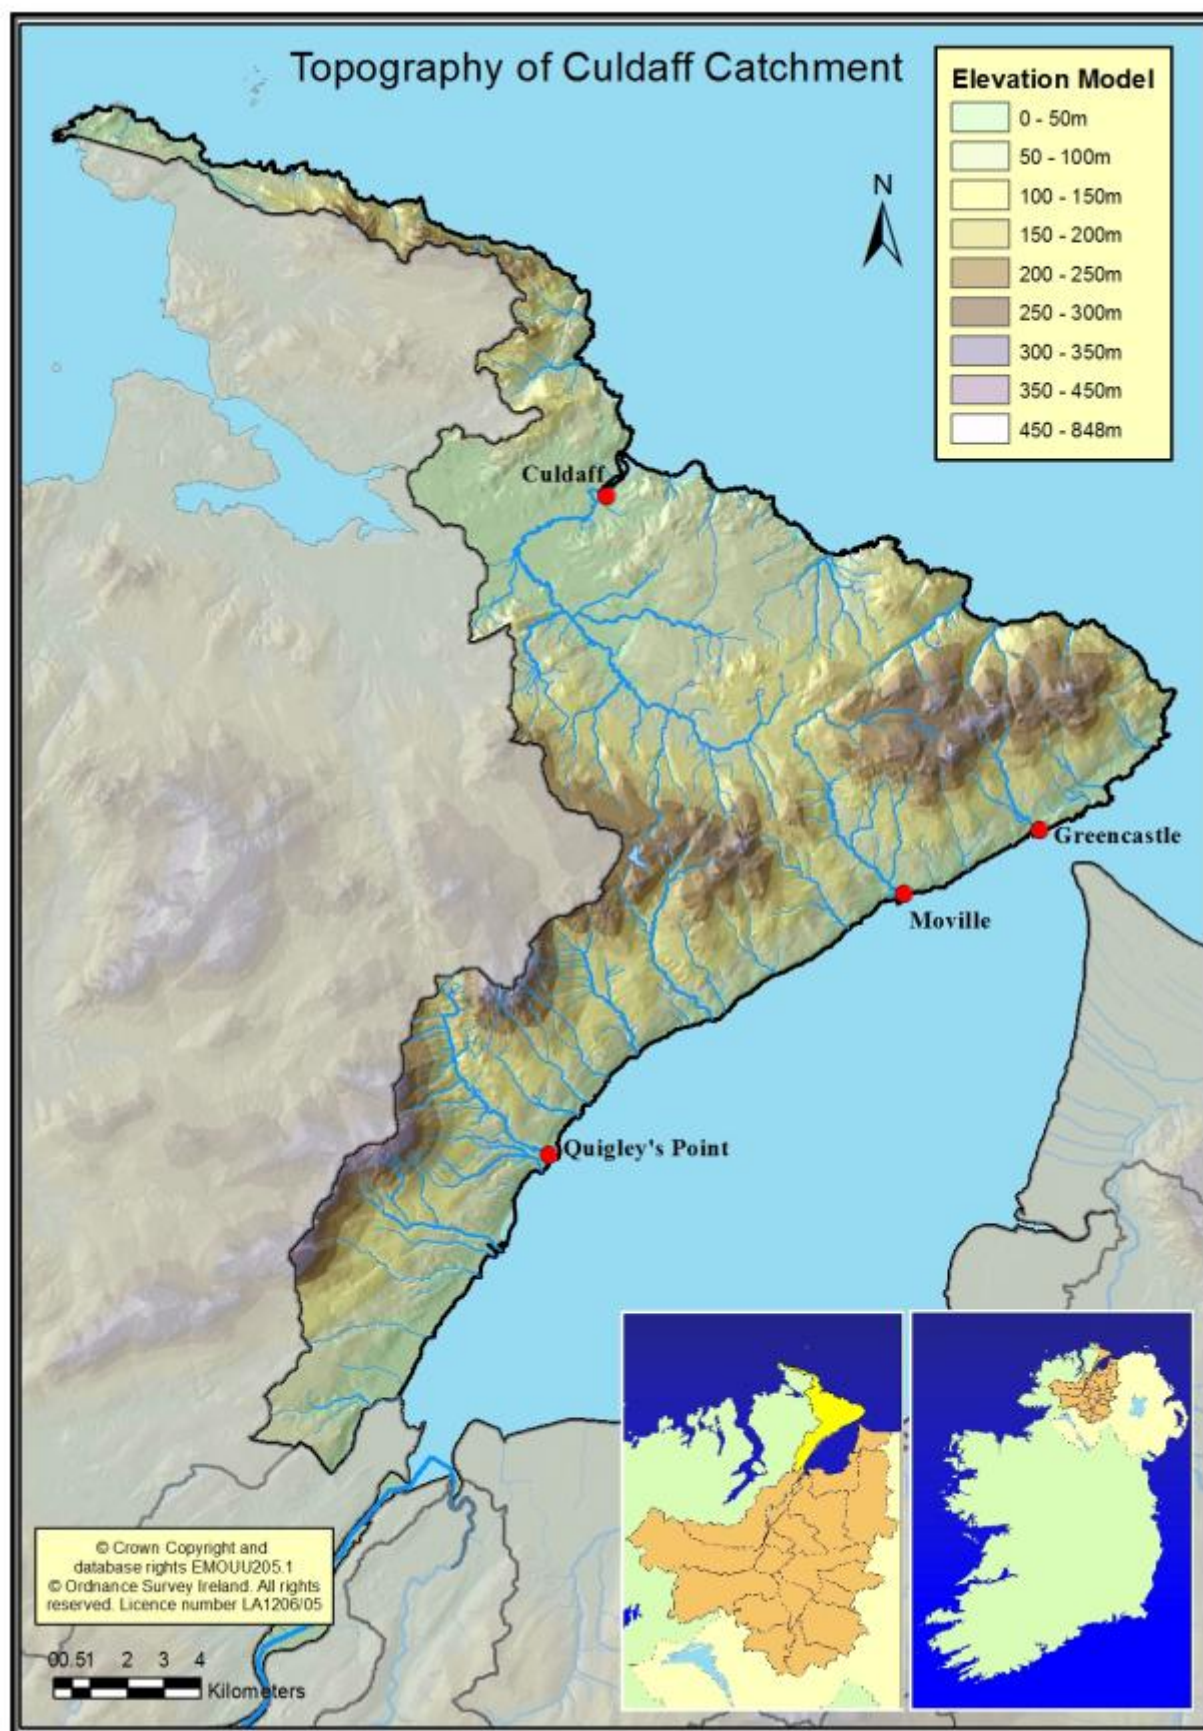 Topography of Culdaff Catchment
Elevation Model
0 - 50m
50 - 100m
100 - 150m
150 - 200m
200 - 250m
250 - 300m
300 - 350m
350 - 450m
450 - 848m
N
Culdaff
Greencastle
Moville
Quigley's Point
© Crown Copyright and
database rights EMOUU205.1
© Ordnance Survey Ireland. All rights
reserved. Licence number LA1206/05
00.51 2 3 4
Kilometers